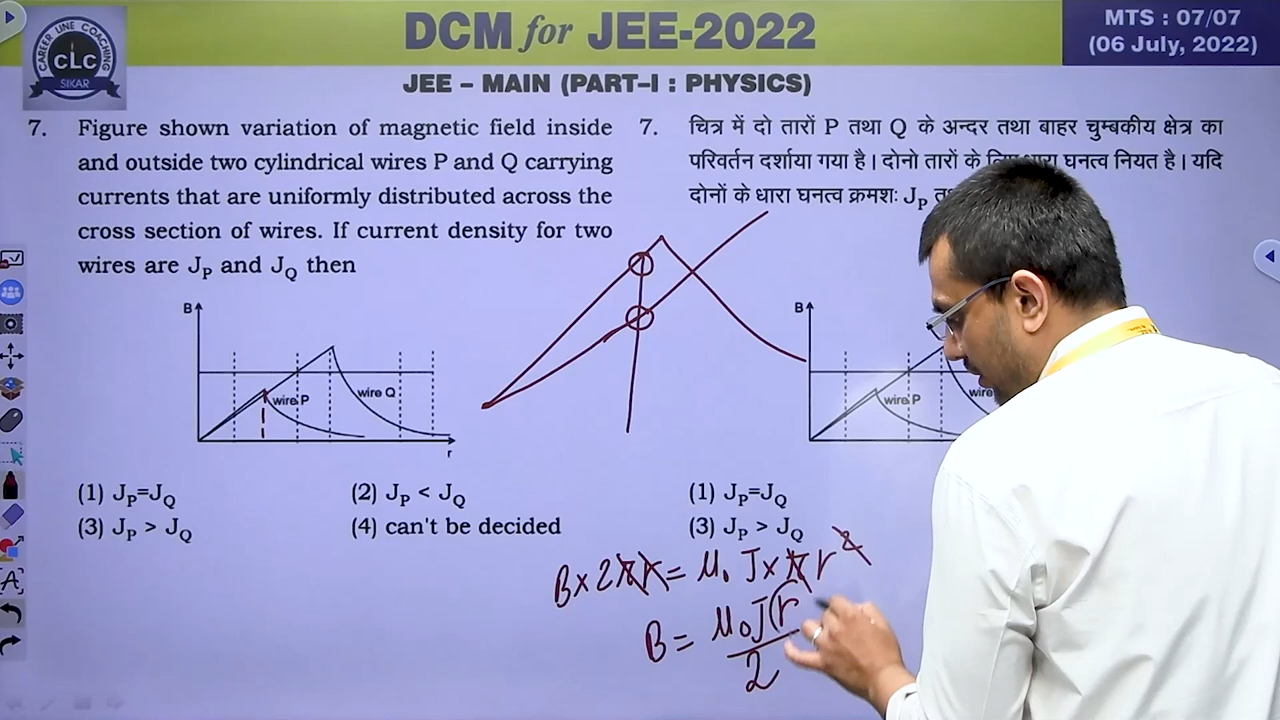 CAREER LINE COACHING
CLC
SIKAR
DCM for JEE-2022
MTS : 07/07
(06 July, 2022)
JEE – MAIN (PART–I : PHYSICS)
7. Figure shown variation of magnetic field inside
and outside two cylindrical wires P and Q carrying
currents that are uniformly distributed across the
cross section of wires. If current density for two
wires are J_P and J_Q then
B
wire P
wire Q
r
(1) J_P=J_Q
(2) J_P < J_Q
(3) J_P > J_Q
(4) can't be decided
7. चित्र में दो तारों P तथा Q के अन्दर तथा बाहर चुम्बकीय क्षेत्र का
परिवर्तन दर्शाया गया है। दोनो तारों के लिए धारा घनत्व नियत है। यदि
दोनों के धारा घनत्व क्रमशः J_P
B
wire P
wire
(1) J_P=J_Q
(3) J_P > J_Q
B×2πr = μ₀ J×πr²
B = μ₀J(r
2